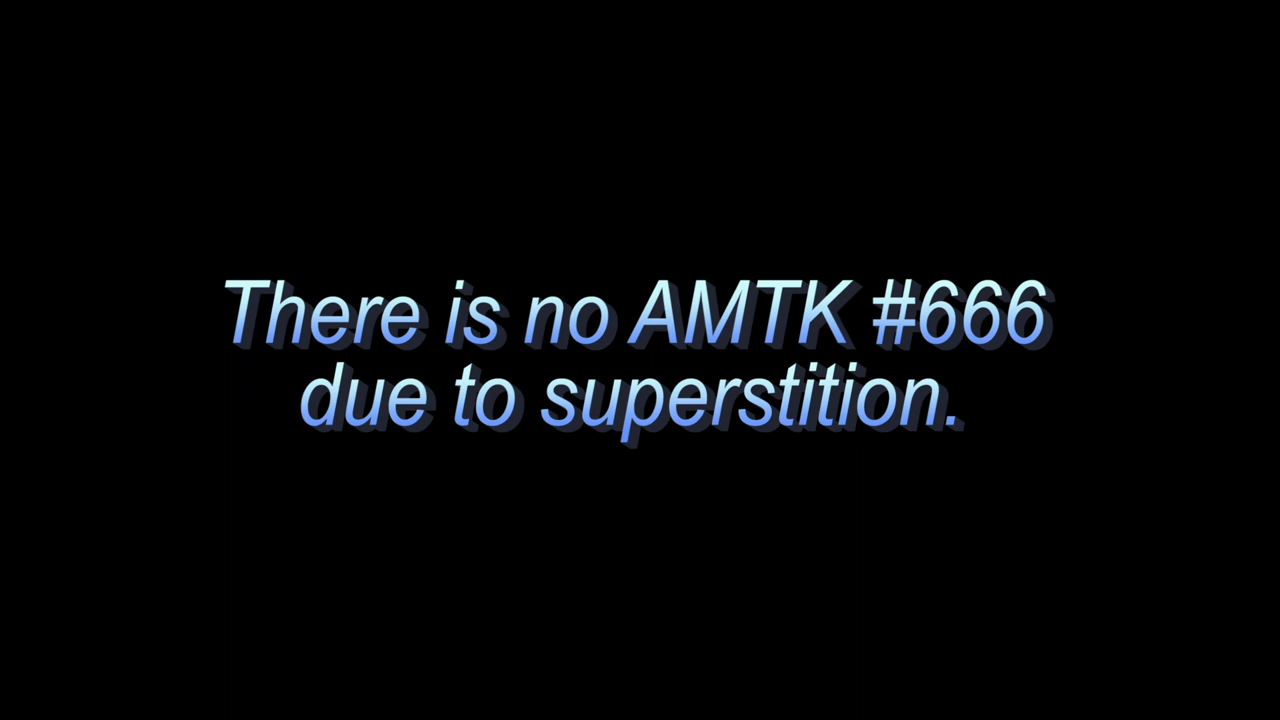 There is no AMTK #666
due to superstition.